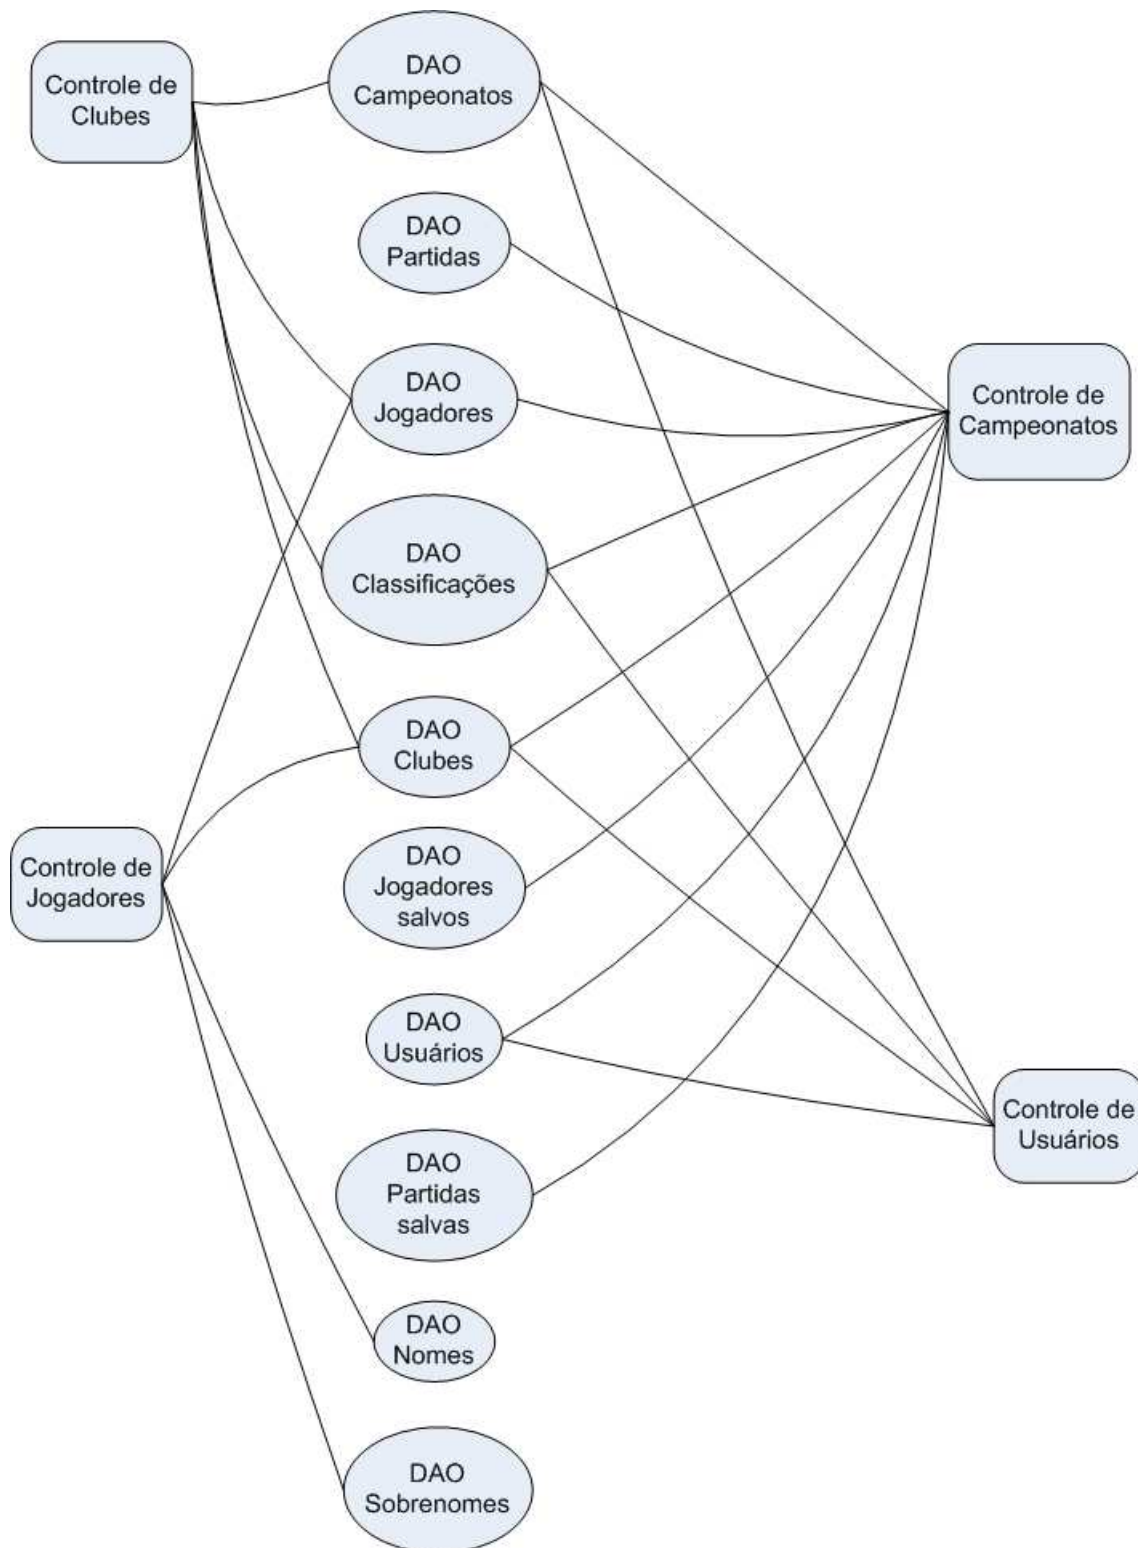 Controle de
Clubes
DAO
Campeonatos
DAO
Partidas
DAO
Jogadores
Controle de
Campeonatos
DAO
Classificações
DAO
Clubes
Controle de
Jogadores
DAO
Jogadores
salvos
DAO
Usuários
Controle de
Usuários
DAO
Partidas
salvas
DAO
Nomes
DAO
Sobrenomes